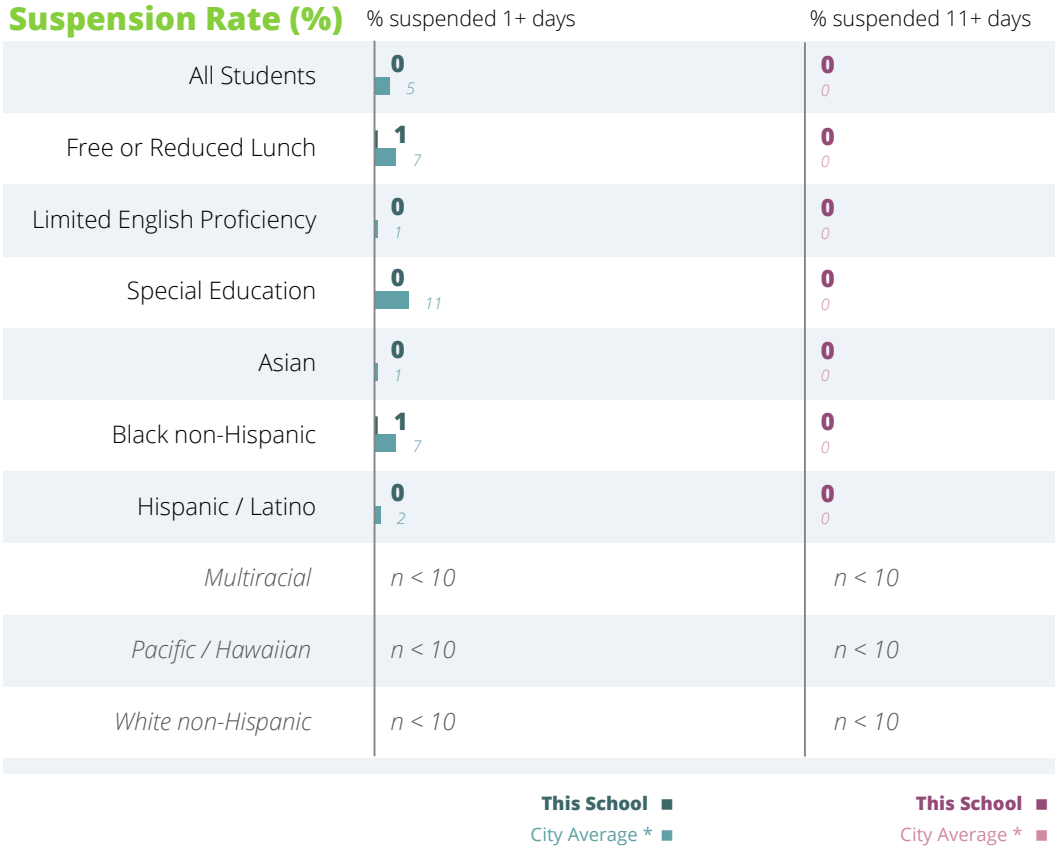 Suspension Rate (%) % suspended 1+ days % suspended 11+ days
All Students 0 0
5 0
Free or Reduced Lunch 1 0
7 0
Limited English Proficiency 0 0
1 0
Special Education 0 0
11 0
Asian 0 0
1 0
Black non-Hispanic 1 0
7 0
Hispanic / Latino 0 0
2 0
Multiracial n < 10 n < 10
Pacific / Hawaiian n < 10 n < 10
White non-Hispanic n < 10 n < 10
This School This School
City Average * City Average *